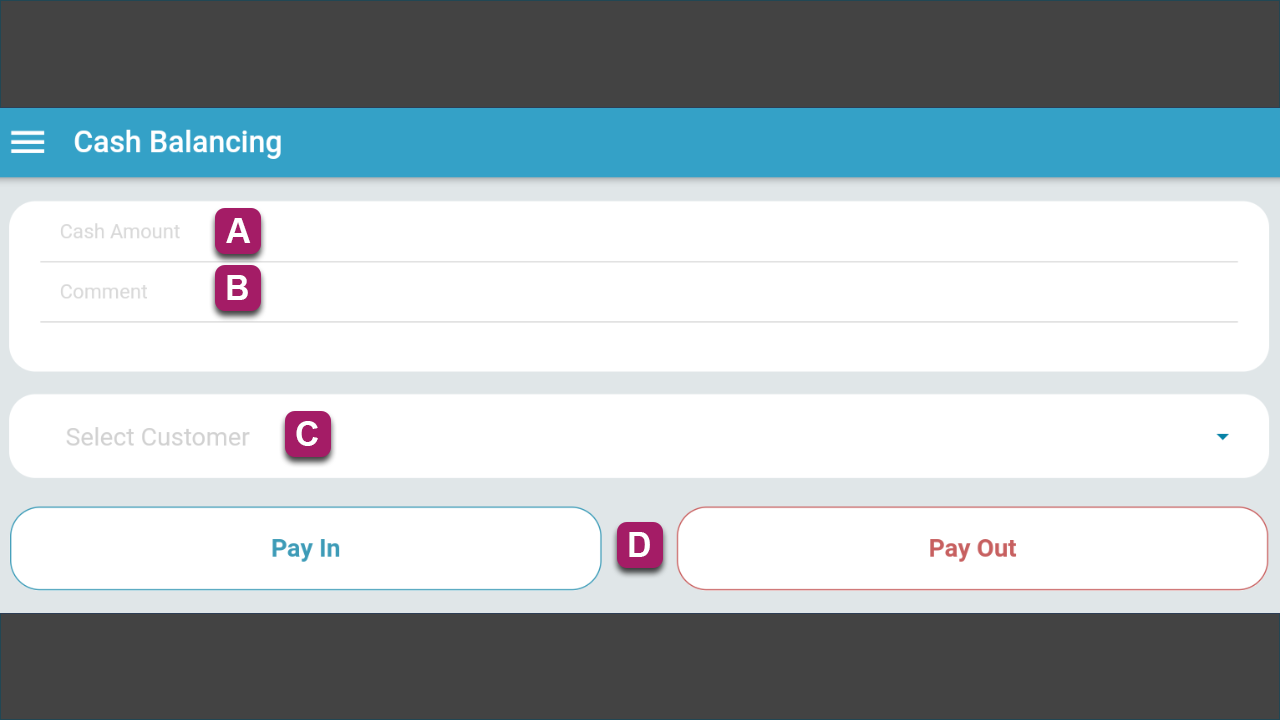 Cash Balancing
Cash Amount A
Comment B
Select Customer C
Pay In D Pay Out